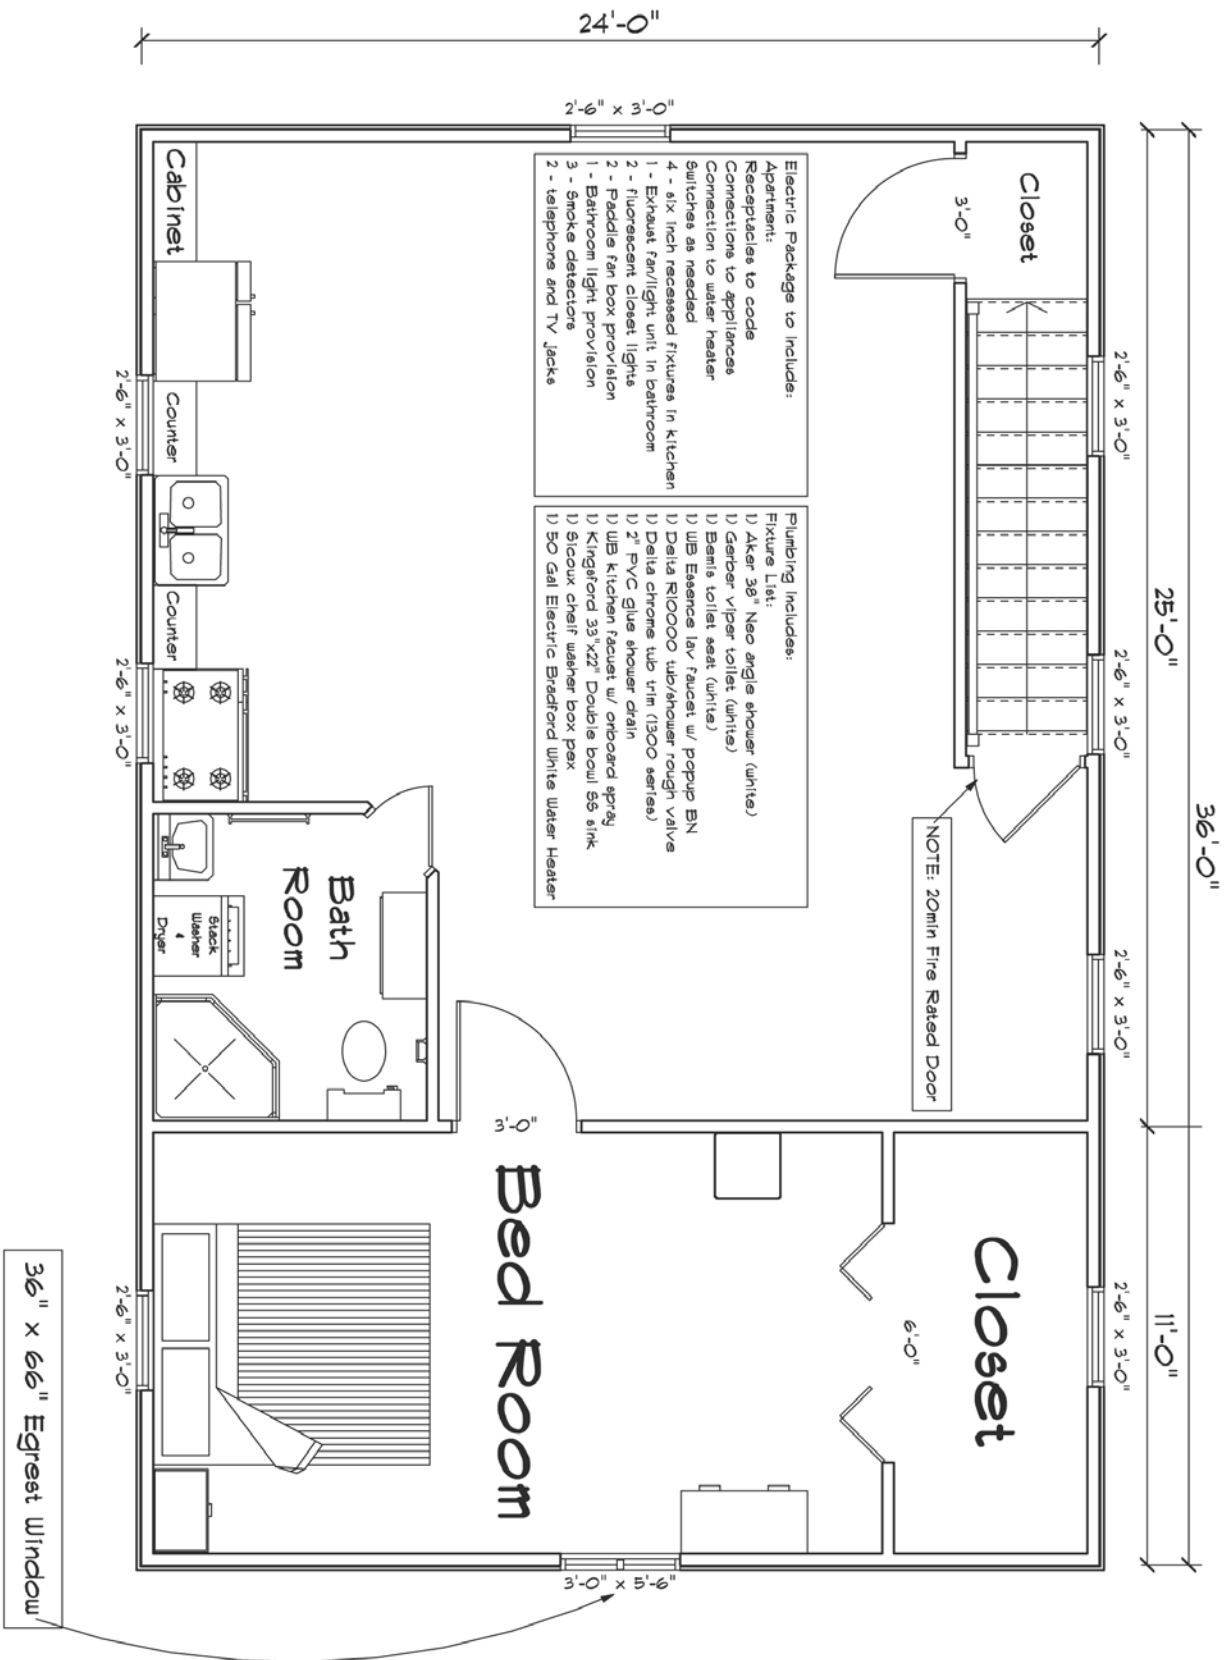 36'-0"
25'-0"
11'-0"
24'-0"
2'-6" x 3'-0"
2'-6" x 3'-0"
2'-6" x 3'-0"
2'-6" x 3'-0"
Closet
3'-0"
NOTE: 20min Fire Rated Door
Closet
6'-0"
2'-6" x 3'-0"
Electric Package to Include:
Apartment:
Receptacles to code
Connections to appliances
Connection to water heater
Switches as needed
4 - six inch recessed fixtures in kitchen
1 - Exhaust fan/light unit in bathroom
2 - fluorescent closet lights
2 - Paddle fan box provision
1 - Bathroom light provision
3 - Smoke detectors
2 - telephone and TV jacks
Plumbing Includes:
Fixture List:
1) Aker 38" Neo angle shower (white)
1) Gerber viper toilet (white)
1) Bemis toilet seat (white)
1) WB Essence lav faucet w/ popup BN
1) Delta R10000 tub/shower rough valve
1) Delta chrome tub trim (1300 series)
1) 2" PVC glue shower drain
1) WB kitchen facuet w/ onboard spray
1) Kingsford 33"x22" Double bowl SS sink
1) Sicoux cheif washer box pex
1) 50 Gal Electric Bradford White Water Heater
3'-0"
Bed Room
3'-0" x 5'-6"
Bath
Room
Stack
Washer
&
Dryer
Cabinet
Counter
Counter
2'-6" x 3'-0"
2'-6" x 3'-0"
2'-6" x 3'-0"
36" x 66" Egrest Window